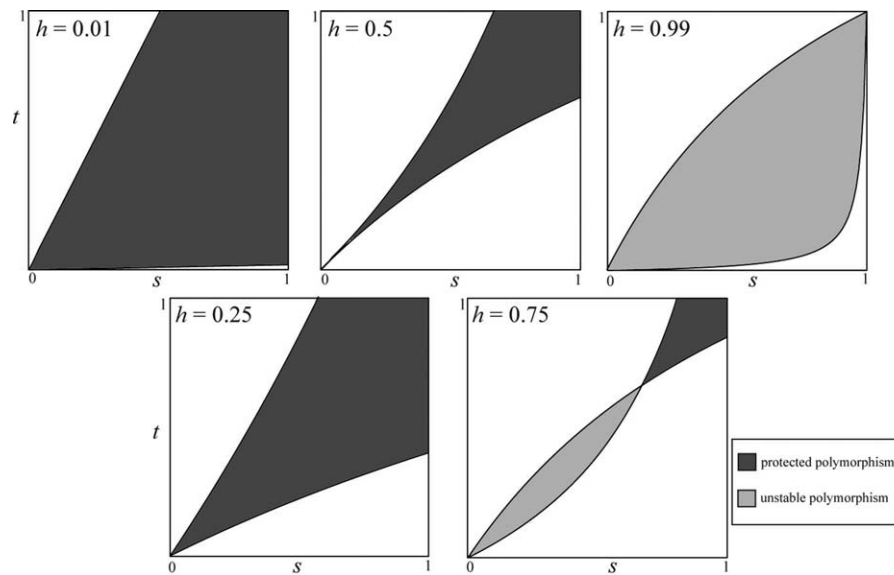 1
h = 0.01
t
0
s
1
1
h = 0.5
0
s
1
1
h = 0.99
0
s
1
1
h = 0.25
t
0
s
1
1
h = 0.75
0
s
1
protected polymorphism
unstable polymorphism